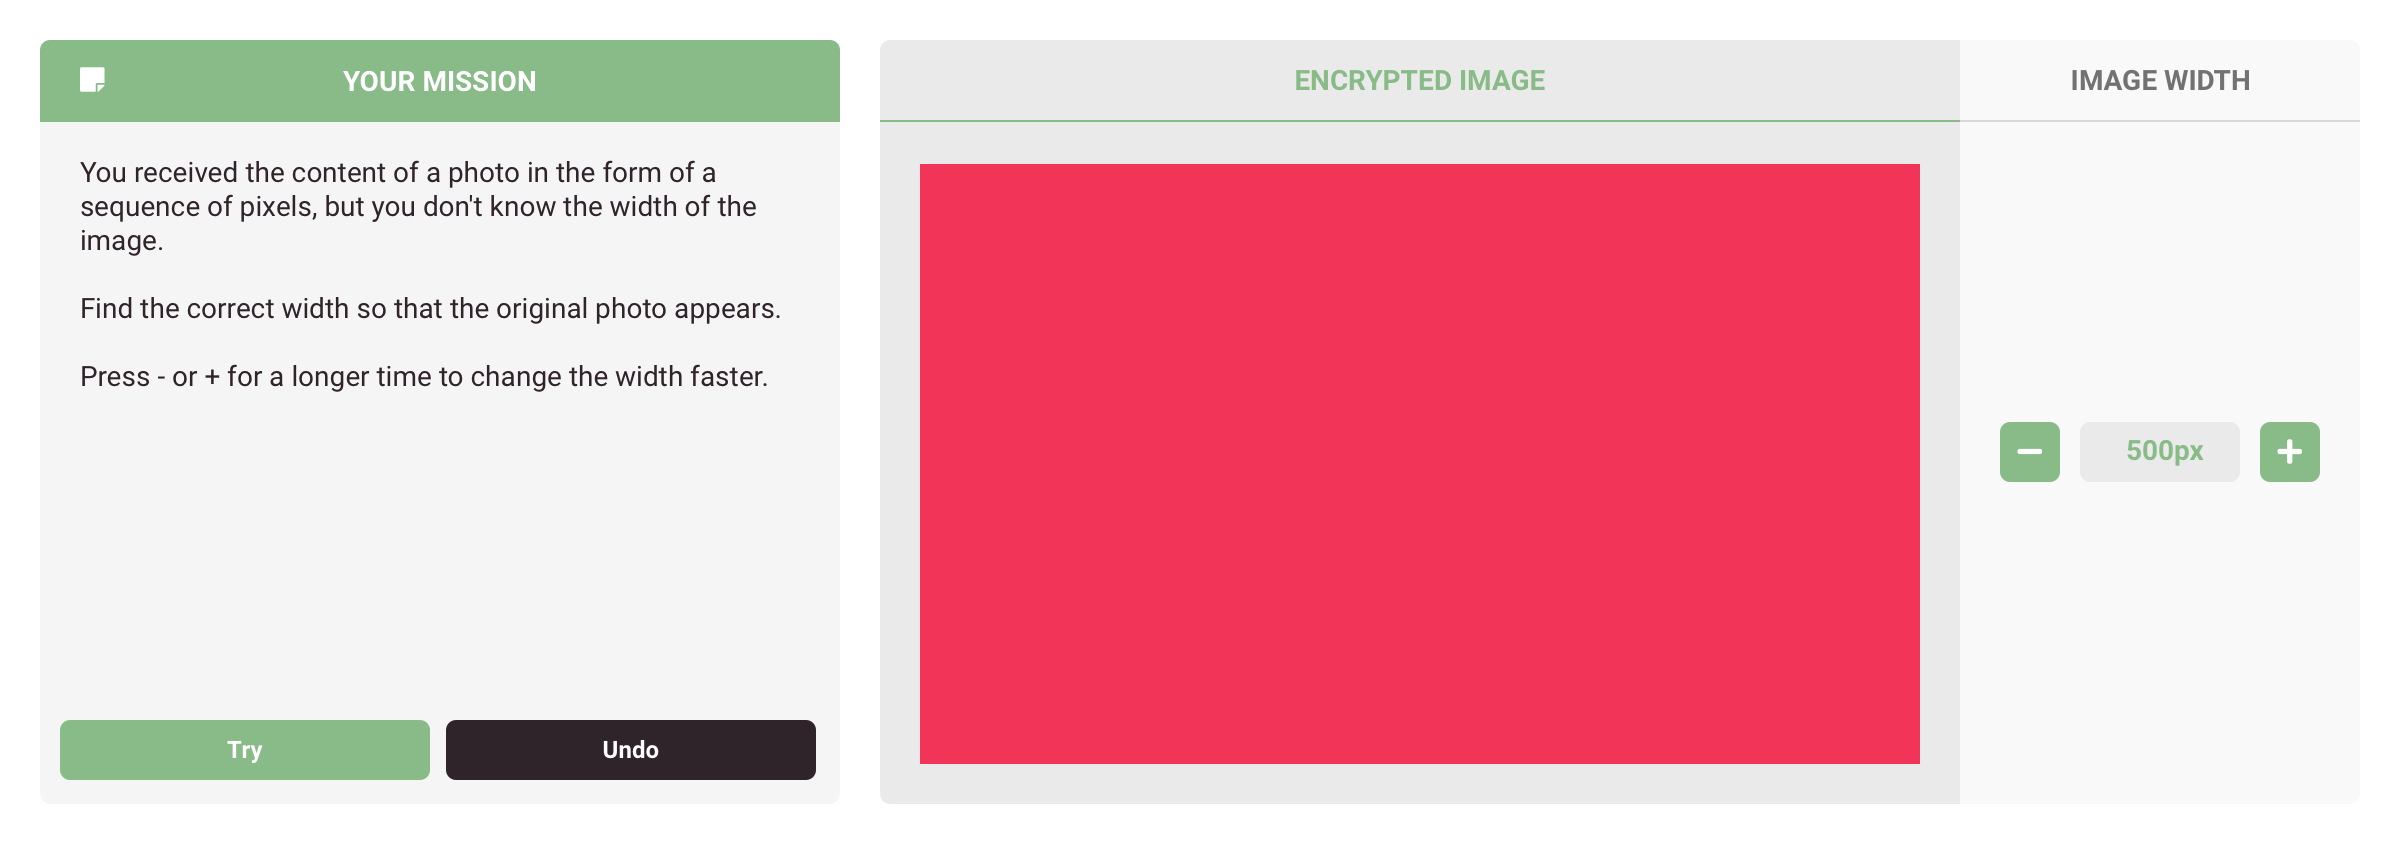 YOUR MISSION
You received the content of a photo in the form of a
sequence of pixels, but you don't know the width of the
image.
Find the correct width so that the original photo appears.
Press - or + for a longer time to change the width faster.
Try
Undo
ENCRYPTED IMAGE
IMAGE WIDTH
500px